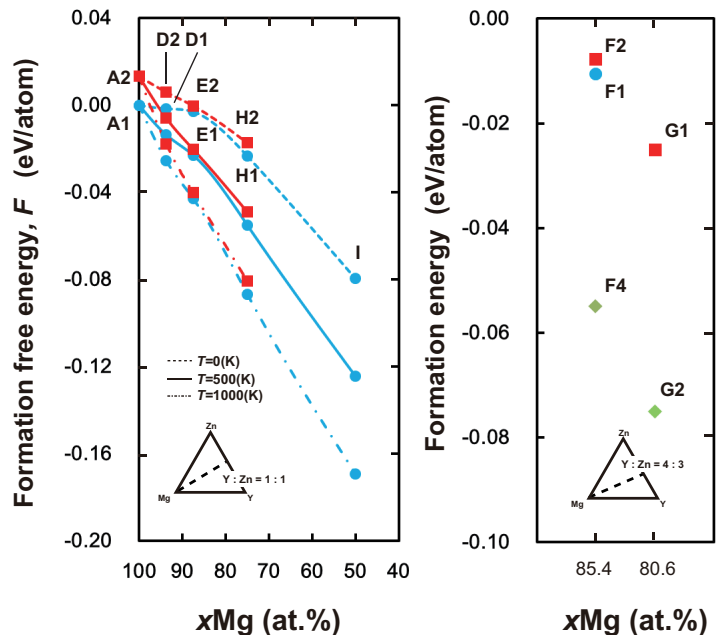 Formation free energy, F (eV/atom)
0.04
0.00
-0.04
-0.08
-0.12
-0.16
-0.20
D2 D1
A2
E2
A1
E1
H2
H1
I
T=0(K)
T=500(K)
T=1000(K)
Zn
Y : Zn = 1 : 1
Mg Y
100 90 80 70 60 50 40
xMg (at.%)
Formation energy (eV/atom)
0.00
-0.02
-0.04
-0.06
-0.08
-0.10
F2
F1
G1
F4
G2
Zn
Y : Zn = 4 : 3
Mg Y
85.4 80.6
xMg (at.%)